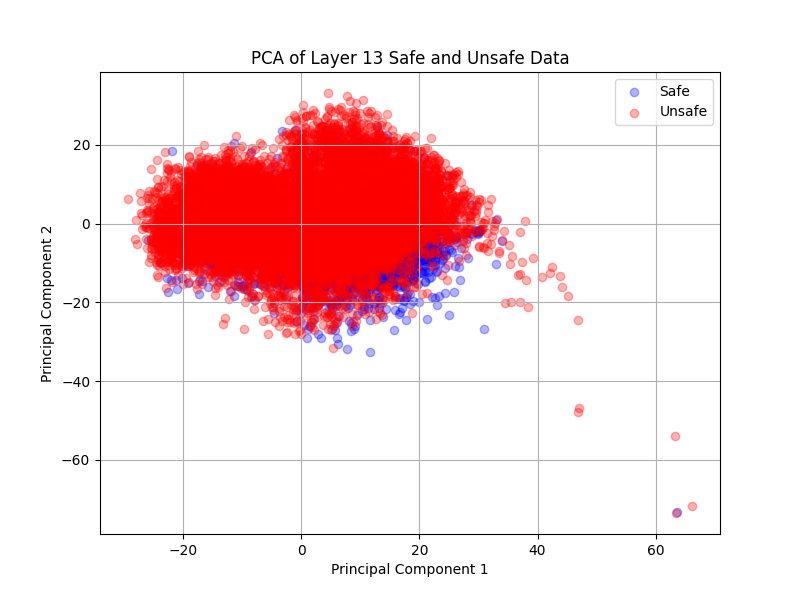 PCA of Layer 13 Safe and Unsafe Data
Safe
Unsafe
20
0
−20
−40
−60
Principal Component 2
−20
0
20
40
60
Principal Component 1